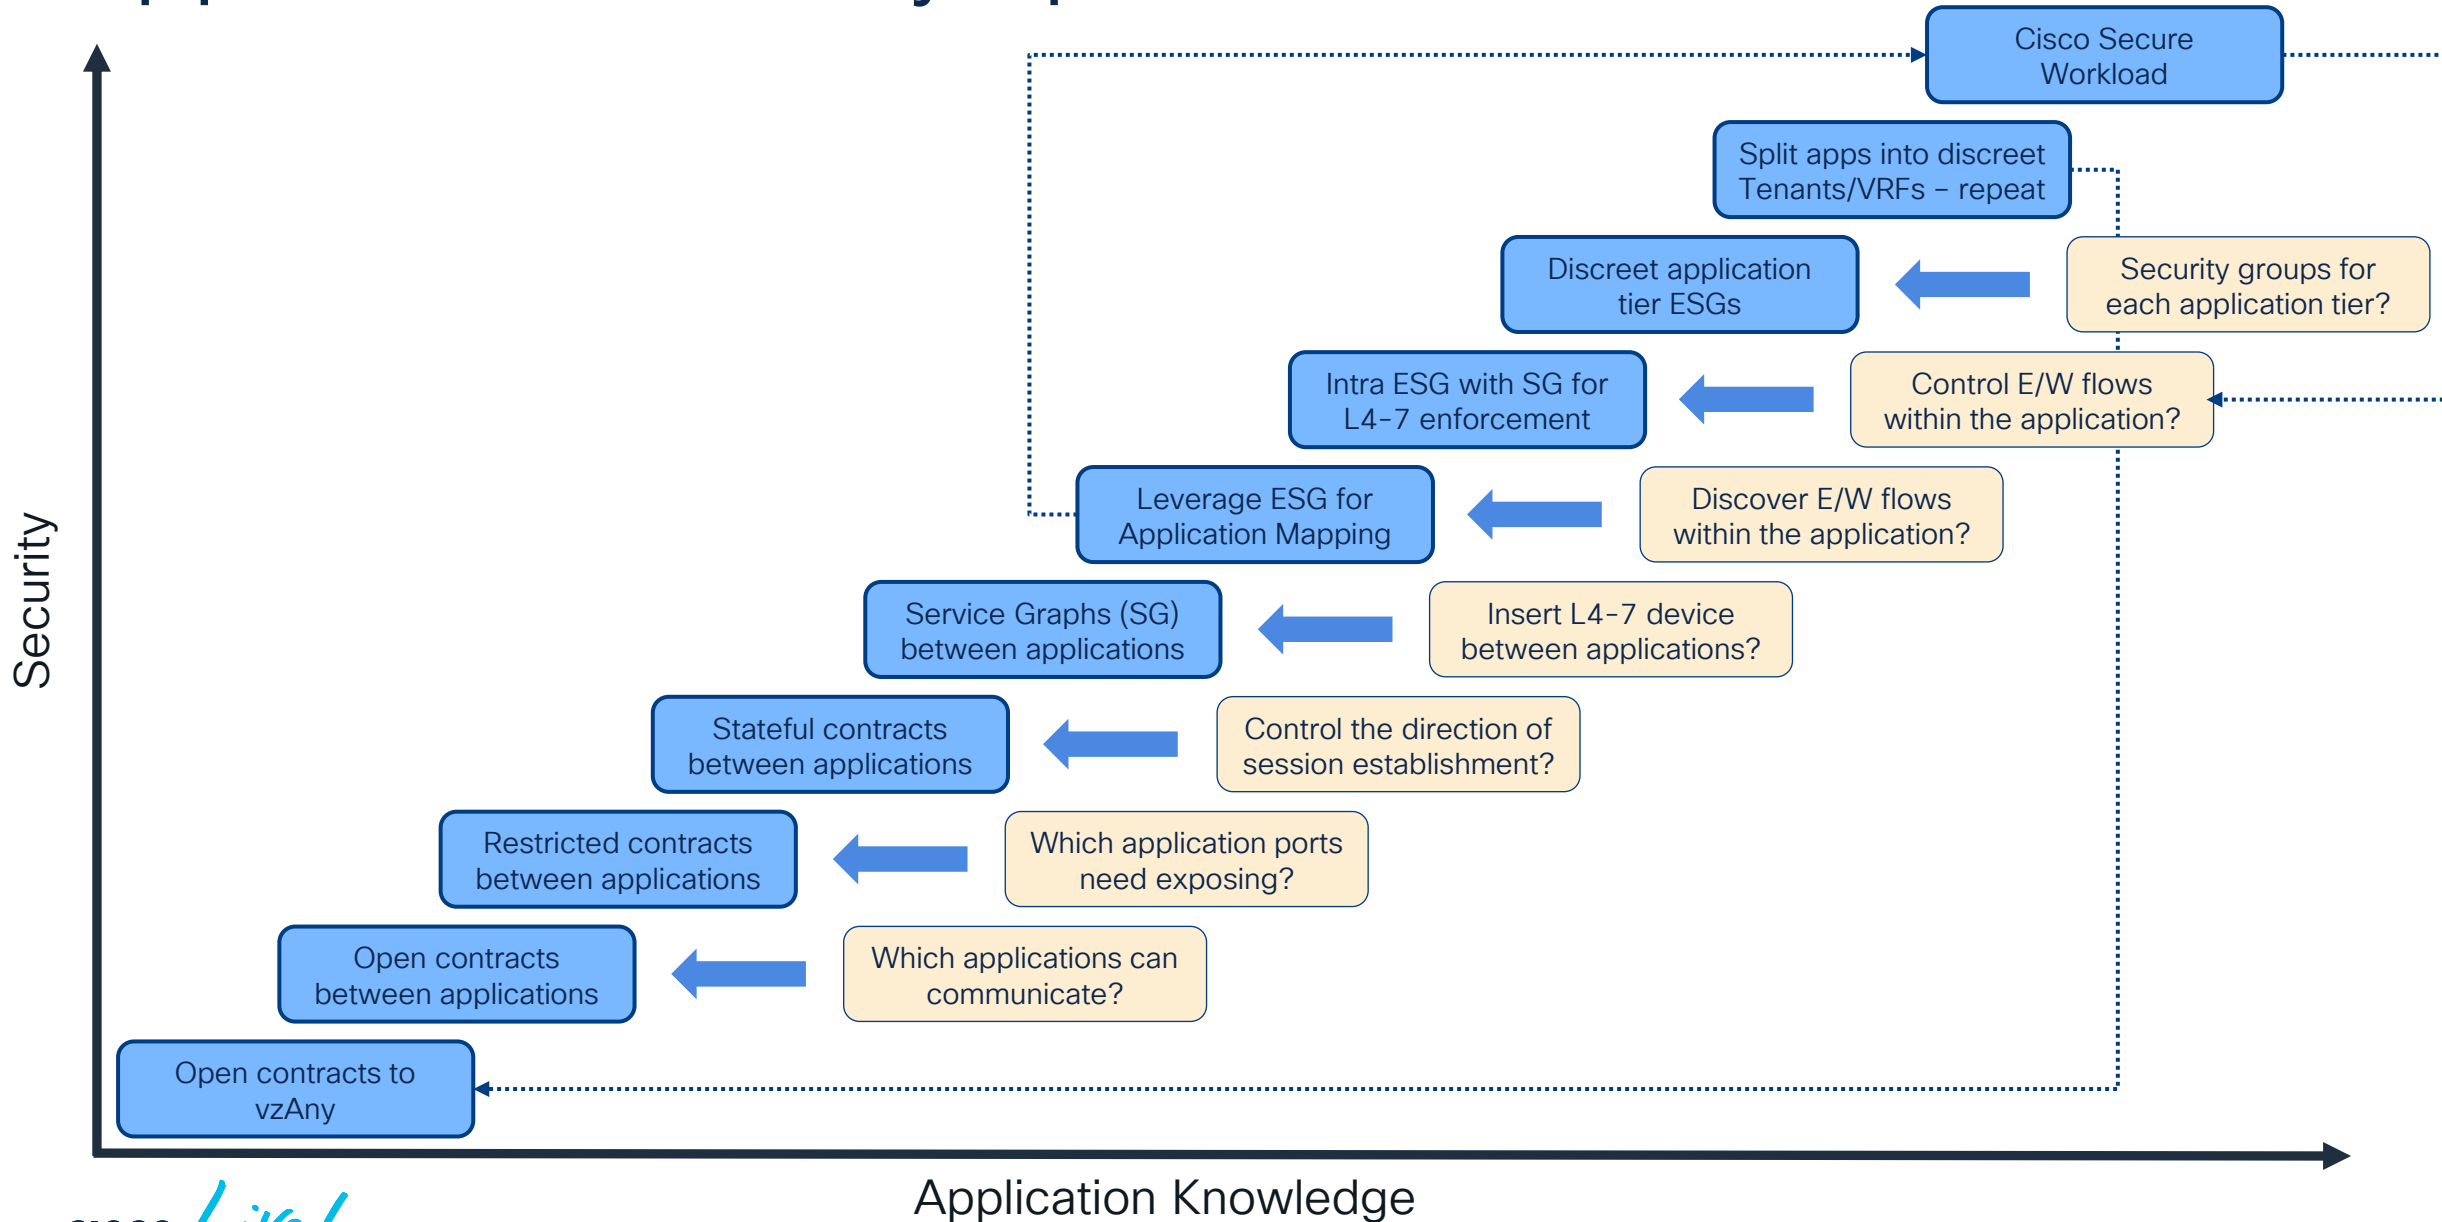 Cisco Secure
Workload
Split apps into discreet
Tenants/VRFs – repeat
Discreet application
tier ESGs
Security groups for
each application tier?
Intra ESG with SG for
L4-7 enforcement
Control E/W flows
within the application?
Leverage ESG for
Application Mapping
Discover E/W flows
within the application?
Service Graphs (SG)
between applications
Insert L4-7 device
between applications?
Stateful contracts
between applications
Control the direction of
session establishment?
Restricted contracts
between applications
Which application ports
need exposing?
Open contracts
between applications
Which applications can
communicate?
Open contracts to
vzAny
Security
Application Knowledge